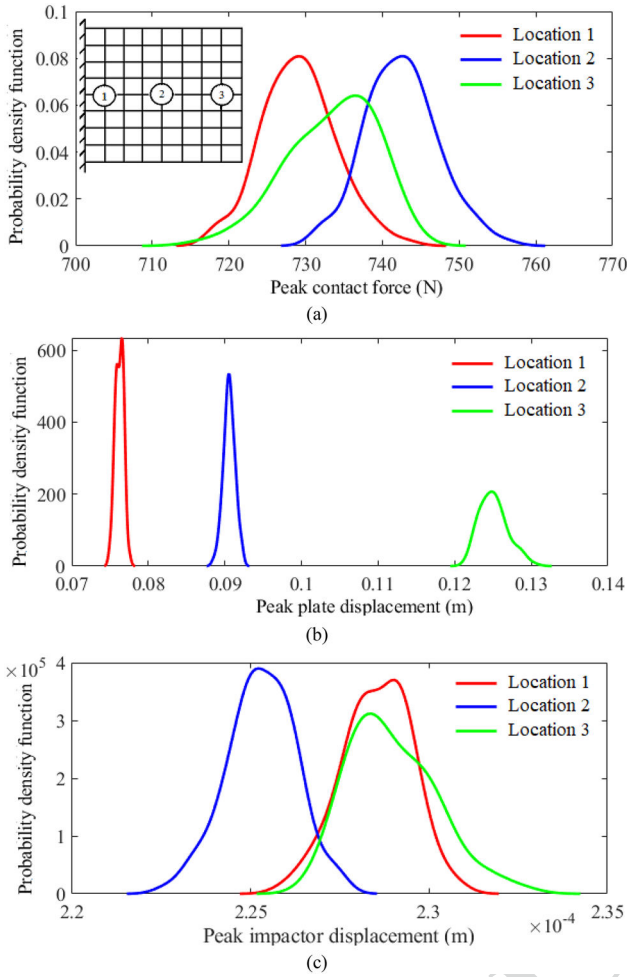 0.1
0.08
0.06
0.04
0.02
0
Probability density function
1 2 3
Location 1
Location 2
Location 3
700 710 720 730 740 750 760 770
Peak contact force (N)
(a)
600
400
200
0
Probability density function
Location 1
Location 2
Location 3
0.07 0.08 0.09 0.1 0.11 0.12 0.13 0.14
Peak plate displacement (m)
(b)
×10⁵
4
3
2
1
0
Probability density function
Location 1
Location 2
Location 3
2.2 2.25 2.3 2.35
×10⁻⁴
Peak impactor displacement (m)
(c)